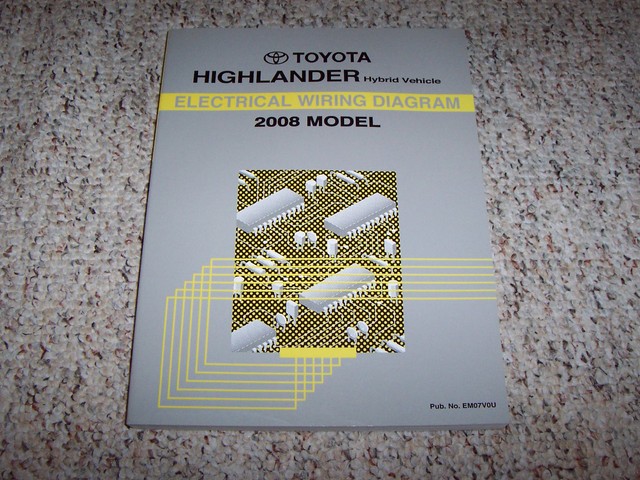 TOYOTA
HIGHLANDER Hybrid Vehicle
ELECTRICAL WIRING DIAGRAM
2008 MODEL
Pub. No. EM07V0U